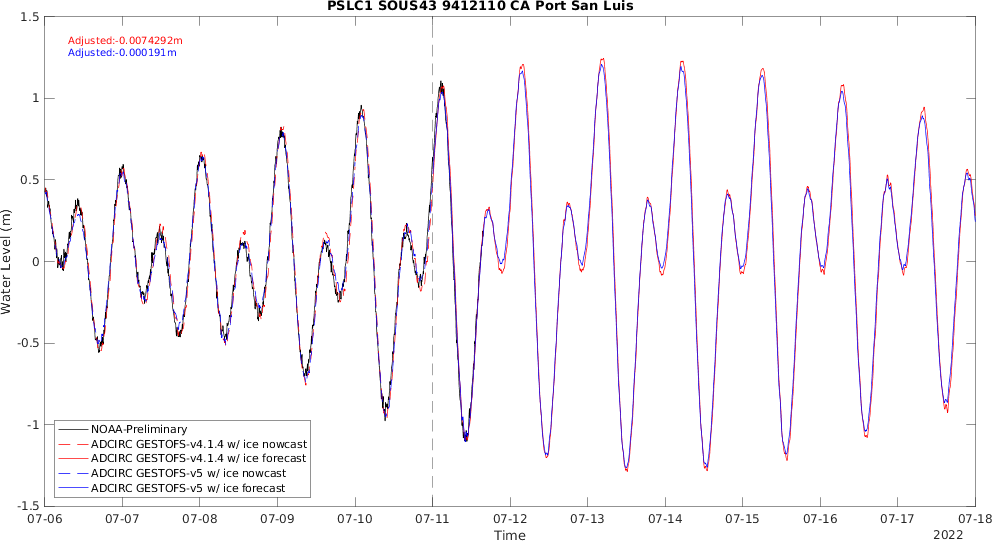 PSLC1 SOUS43 9412110 CA Port San Luis
Adjusted:-0.0074292m
Adjusted:-0.000191m
1.5
1
0.5
0
-0.5
-1
-1.5
Water Level (m)
NOAA-Preliminary
ADCIRC GESTOFS-v4.1.4 w/ ice nowcast
ADCIRC GESTOFS-v4.1.4 w/ ice forecast
ADCIRC GESTOFS-v5 w/ ice nowcast
ADCIRC GESTOFS-v5 w/ ice forecast
07-06 07-07 07-08 07-09 07-10 07-11 07-12 07-13 07-14 07-15 07-16 07-17 07-18
Time
2022